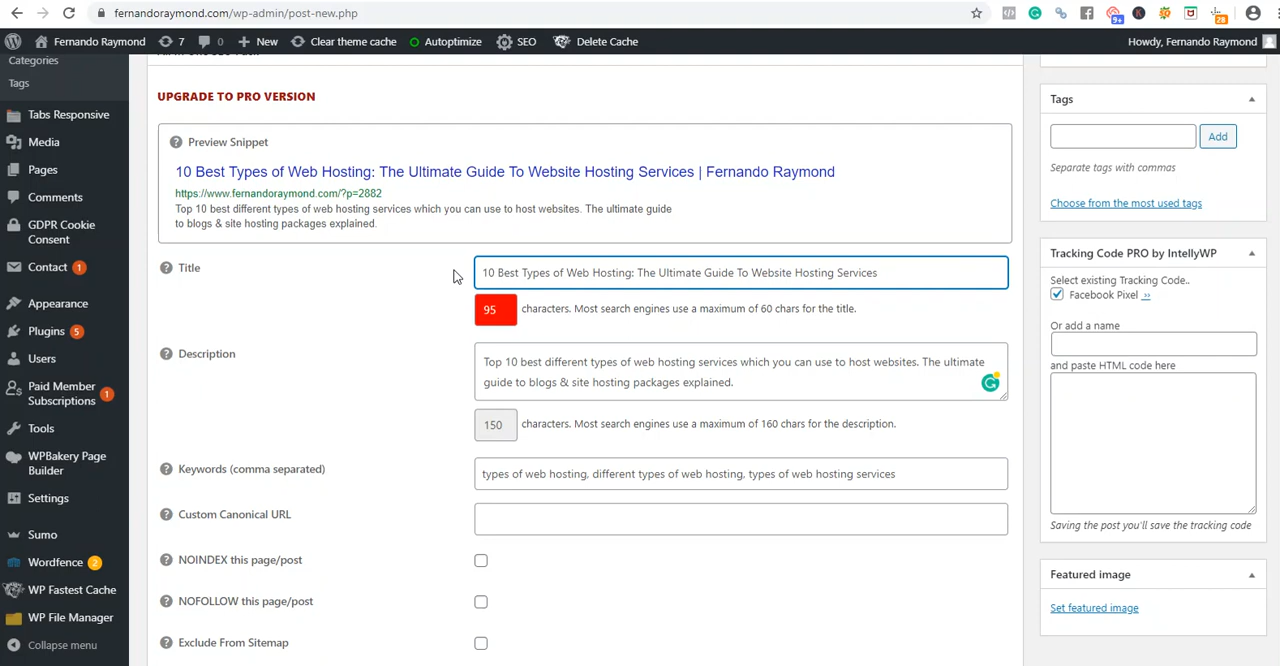 fernandoraymond.com/wp-admin/post-new.php
9+
28
Fernando Raymond
7
0
New
Clear theme cache
Autoptimize
SEO
Delete Cache
Howdy, Fernando Raymond
Categories
Tags
Tabs Responsive
Media
Pages
Comments
GDPR Cookie
Consent
Contact 1
Appearance
Plugins 5
Users
Paid Member
Subscriptions 1
Tools
WPBakery Page
Builder
Settings
Sumo
Wordfence 2
WP Fastest Cache
WP File Manager
Collapse menu
UPGRADE TO PRO VERSION
Preview Snippet
10 Best Types of Web Hosting: The Ultimate Guide To Website Hosting Services | Fernando Raymond
https://www.fernandoraymond.com/?p=2882
Top 10 best different types of web hosting services which you can use to host websites. The ultimate guide
to blogs & site hosting packages explained.
Title
10 Best Types of Web Hosting: The Ultimate Guide To Website Hosting Services
95 characters. Most search engines use a maximum of 60 chars for the title.
Description
Top 10 best different types of web hosting services which you can use to host websites. The ultimate
guide to blogs & site hosting packages explained.
150 characters. Most search engines use a maximum of 160 chars for the description.
Keywords (comma separated)
types of web hosting, different types of web hosting, types of web hosting services
Custom Canonical URL
NOINDEX this page/post
NOFOLLOW this page/post
Exclude From Sitemap
Tags
Add
Separate tags with commas
Choose from the most used tags
Tracking Code PRO by IntellyWP
Select existing Tracking Code..
Facebook Pixel »
Or add a name
and paste HTML code here
Saving the post you'll save the tracking code
Featured image
Set featured image